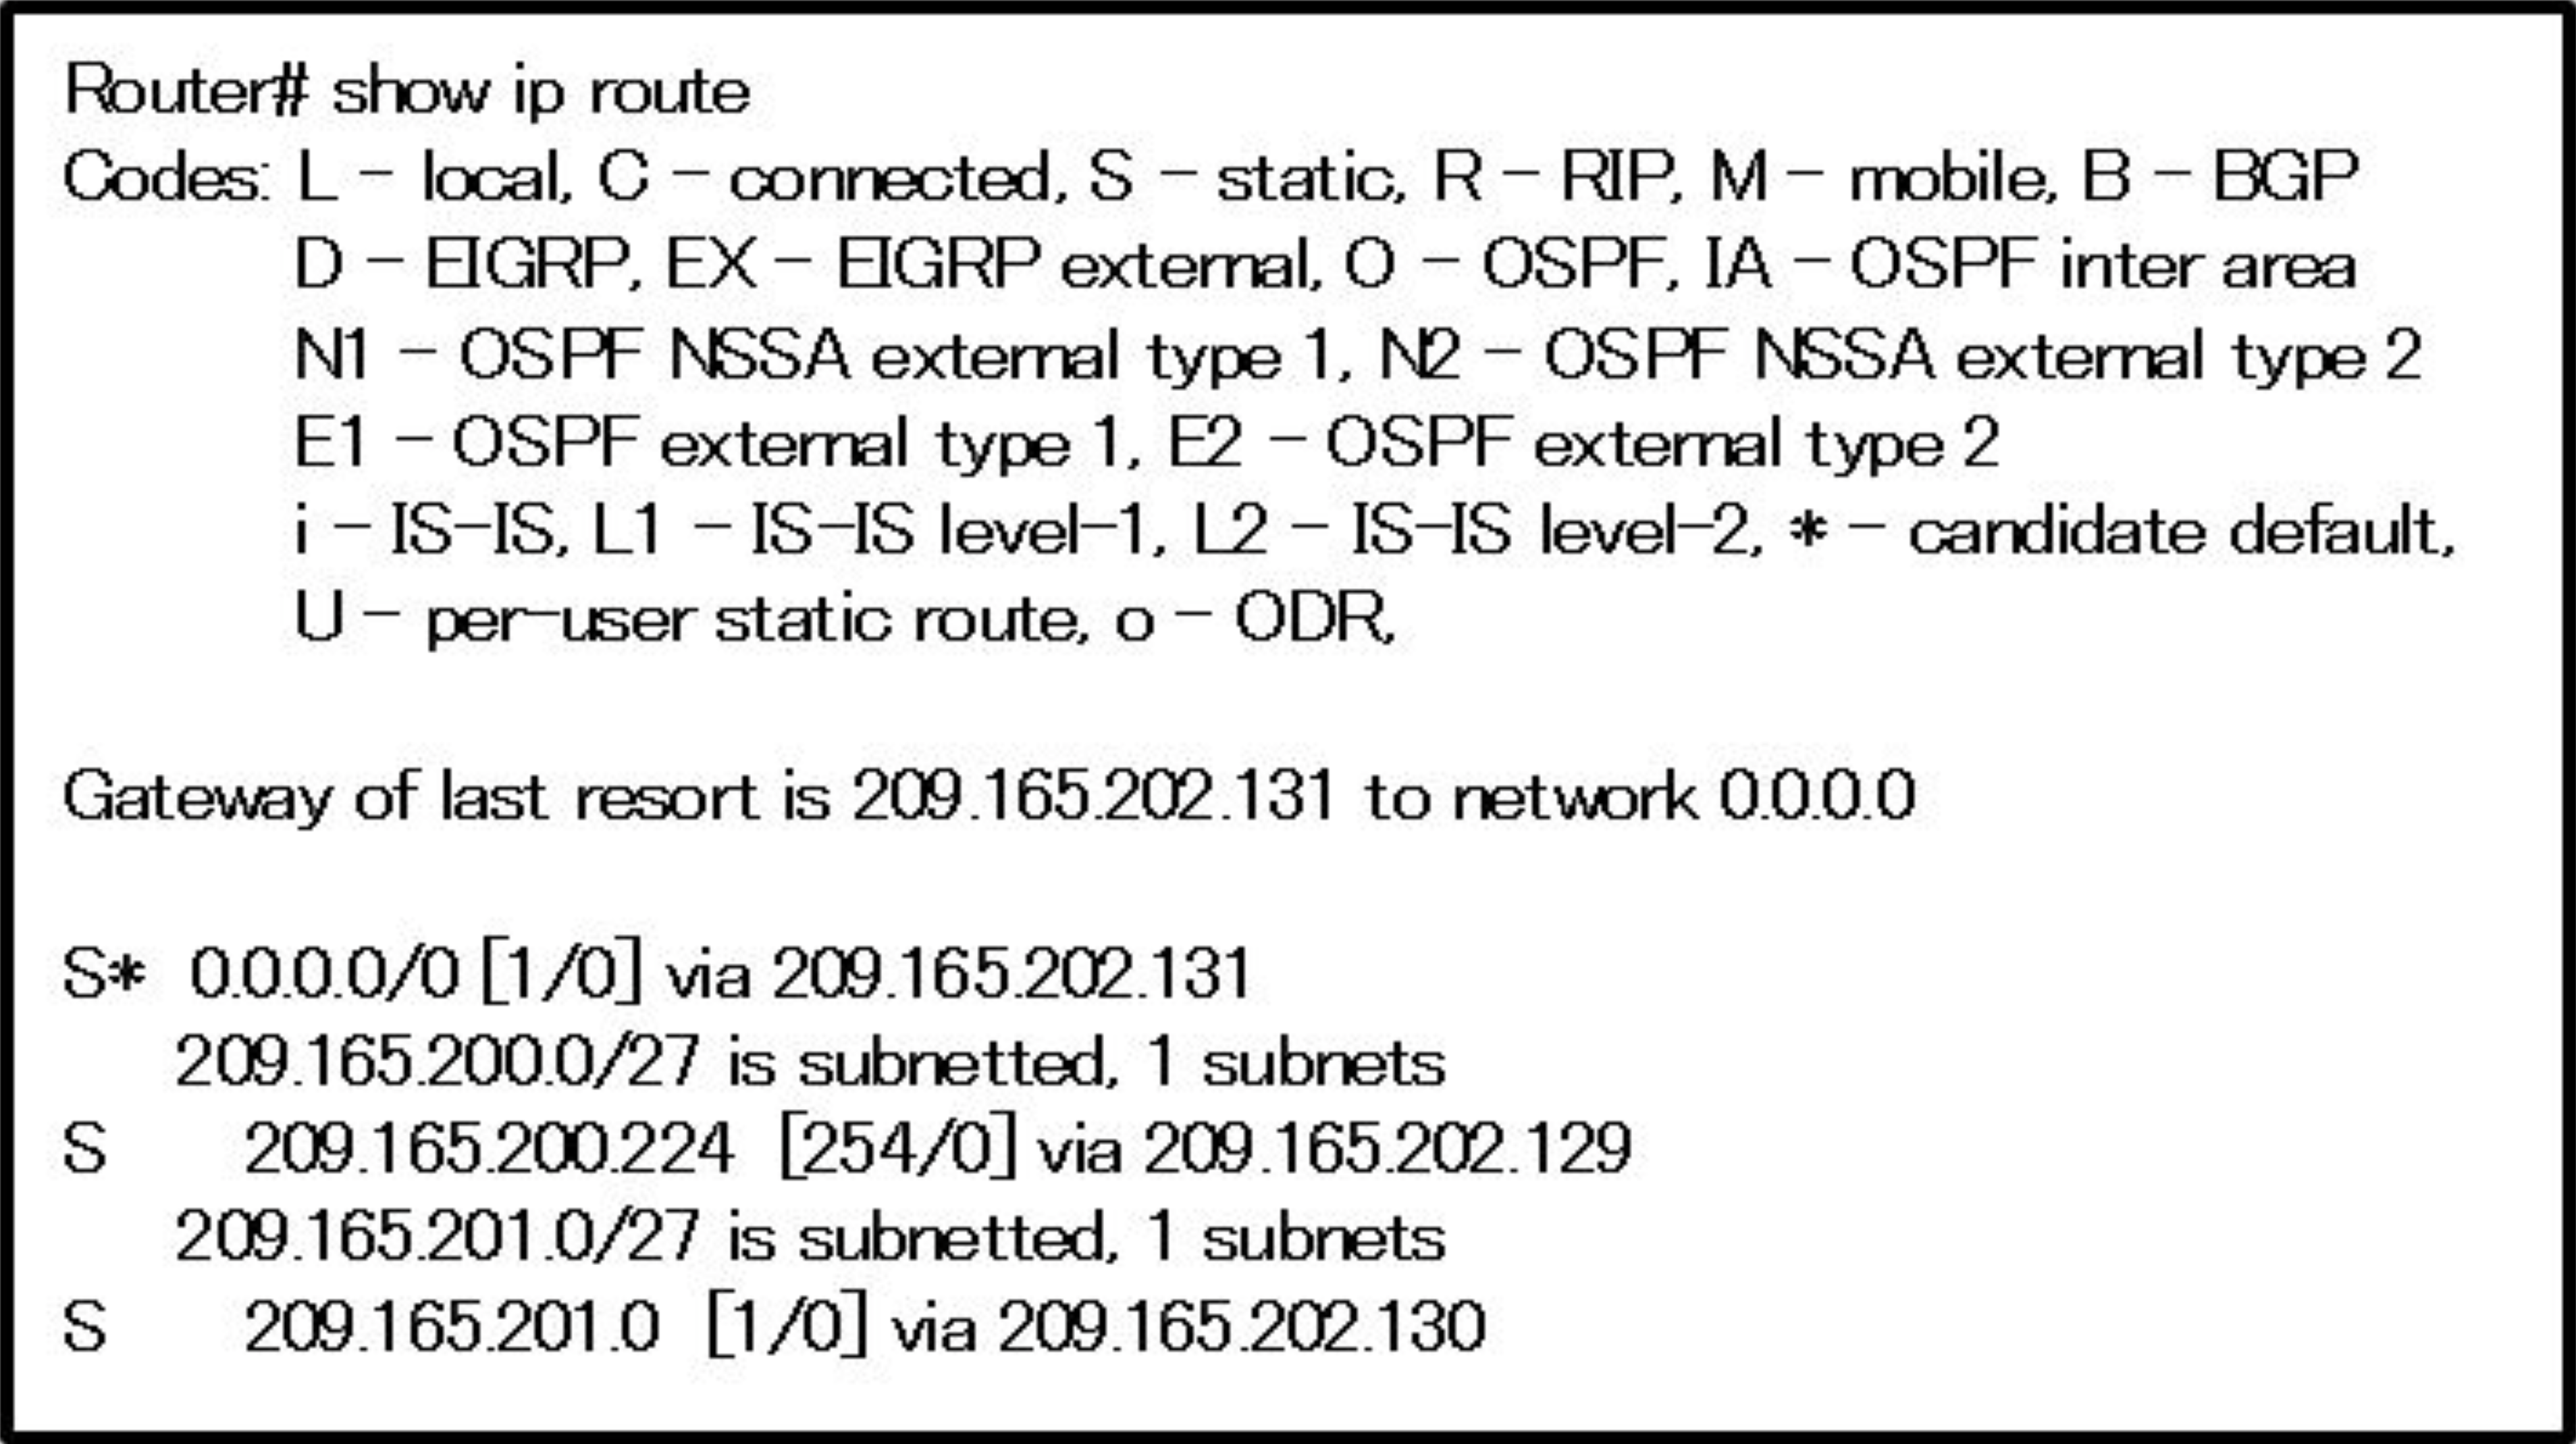 Router# show ip route
Codes: L - local, C - connected, S - static, R - RIP, M - mobile, B - BGP
D - EIGRP, EX - EIGRP external, O - OSPF, IA - OSPF inter area
N1 - OSPF NSSA external type 1, N2 - OSPF NSSA external type 2
E1 - OSPF external type 1, E2 - OSPF external type 2
i - IS-IS, L1 - IS-IS level-1, L2 - IS-IS level-2, * - candidate default,
U - per-user static route, o - ODR,
Gateway of last resort is 209.165.202.131 to network 0.0.0.0
S* 0.0.0.0/0 [1/0] via 209.165.202.131
209.165.200.0/27 is subnetted, 1 subnets
S 209.165.200.224 [254/0] via 209.165.202.129
209.165.201.0/27 is subnetted, 1 subnets
S 209.165.201.0 [1/0] via 209.165.202.130